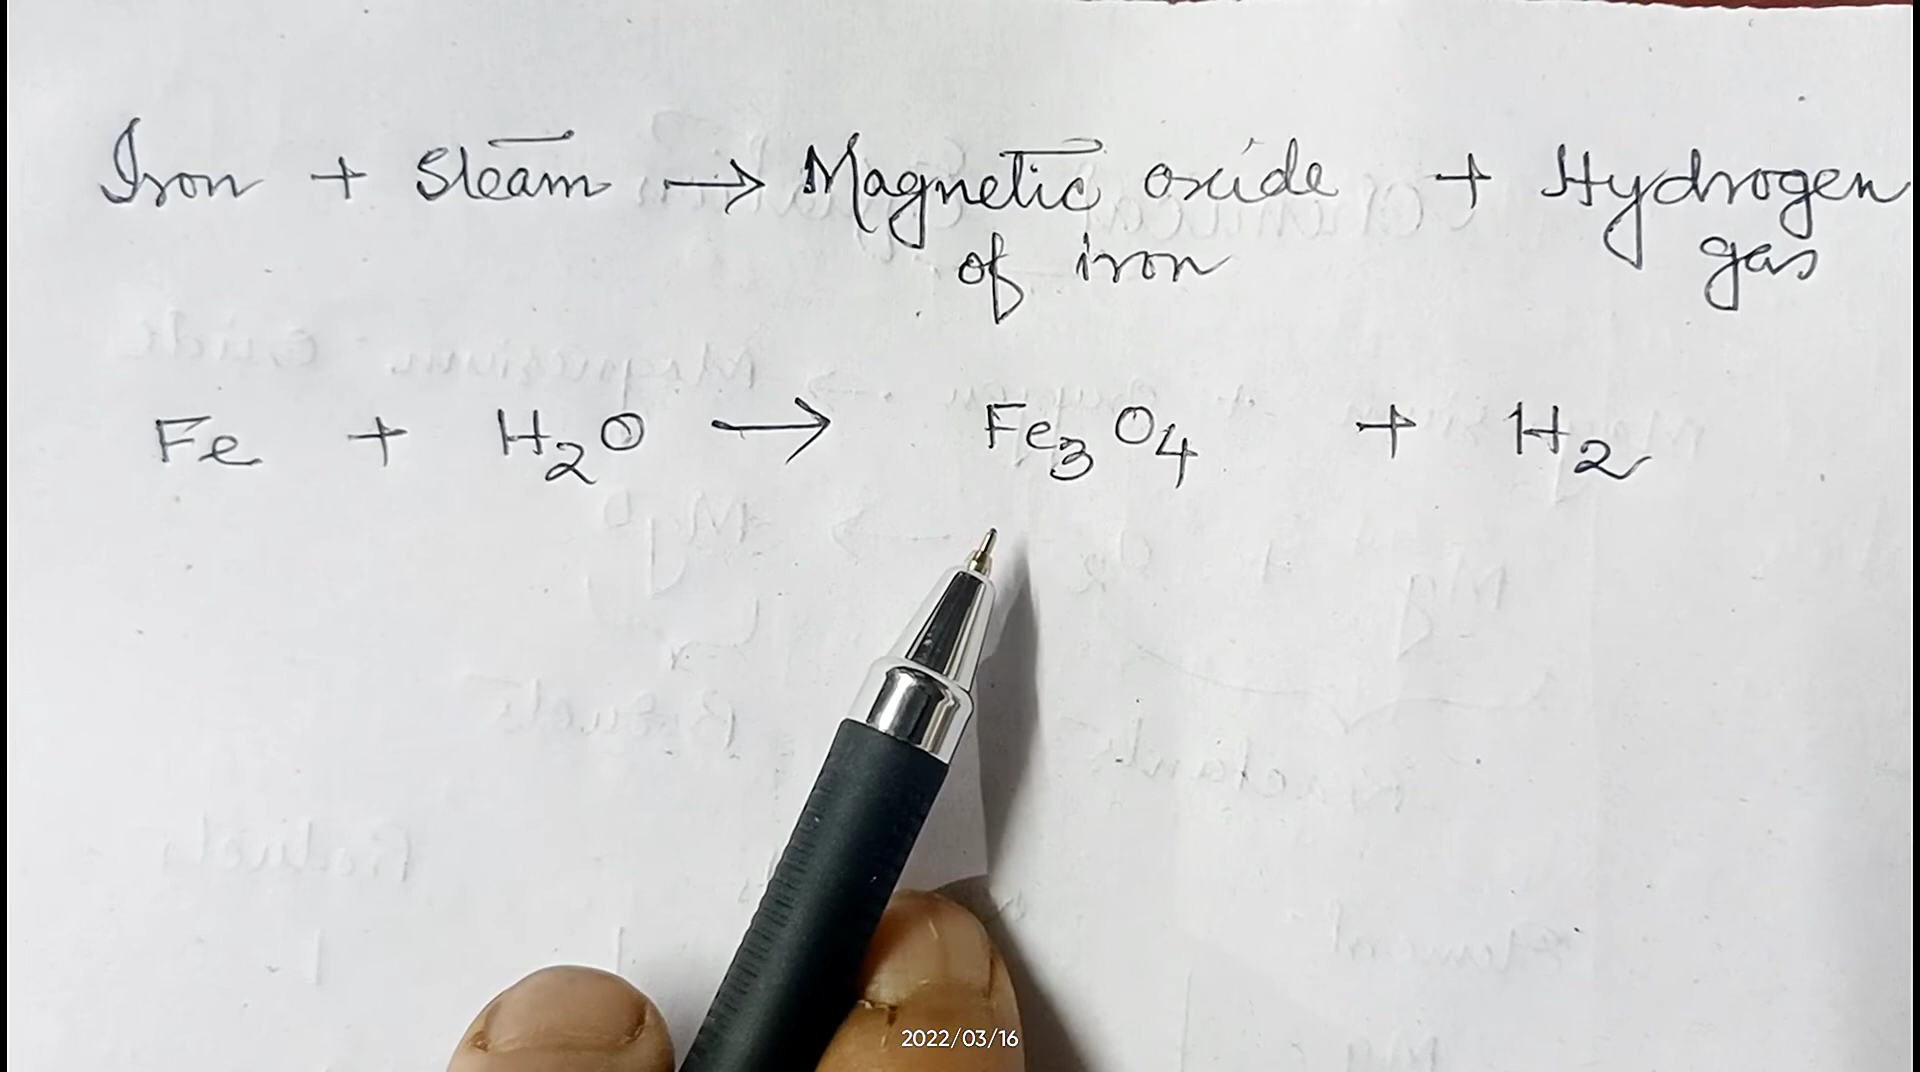 Iron + Steam → Magnetic oxide + Hydrogen
of iron gas
Fe + H₂O → Fe₃O₄ + H₂
2022/03/16